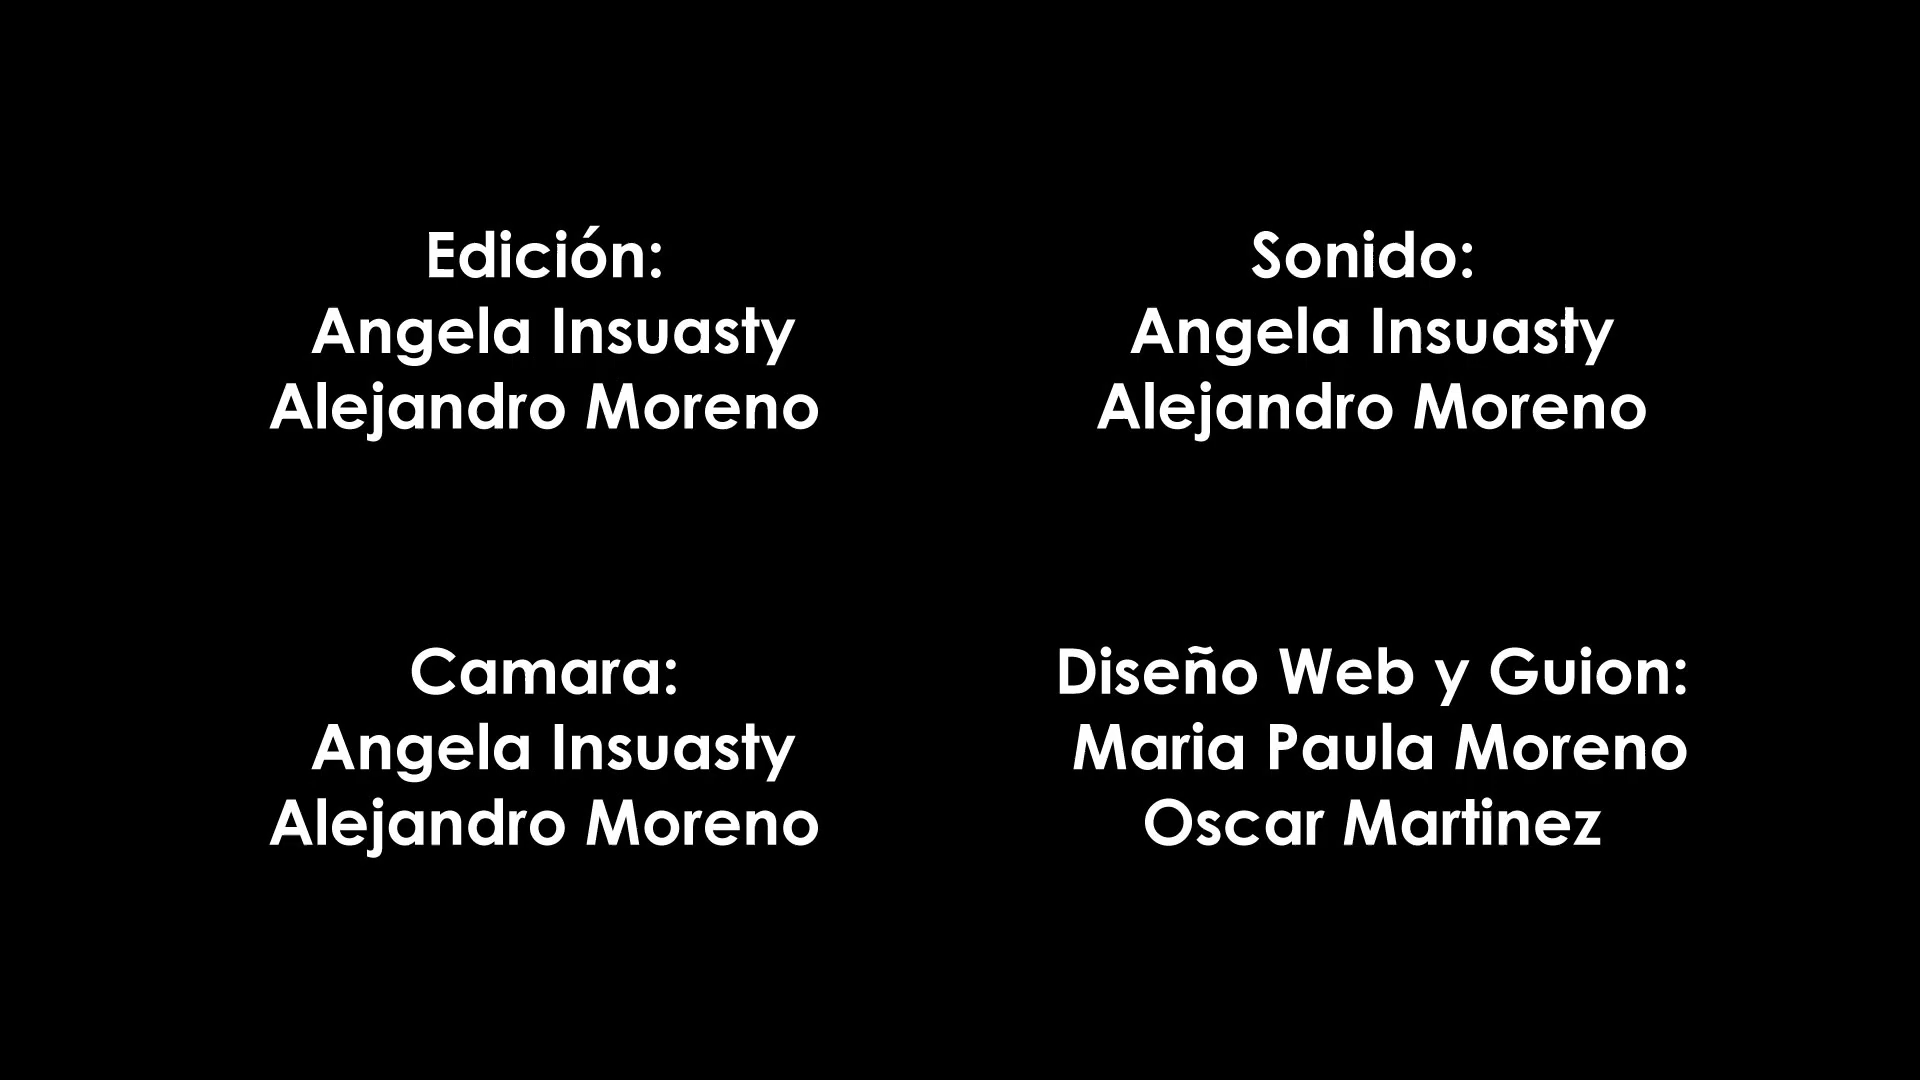 Edición:
Angela Insuasty
Alejandro Moreno
Sonido:
Angela Insuasty
Alejandro Moreno
Camara:
Angela Insuasty
Alejandro Moreno
Diseño Web y Guion:
Maria Paula Moreno
Oscar Martinez